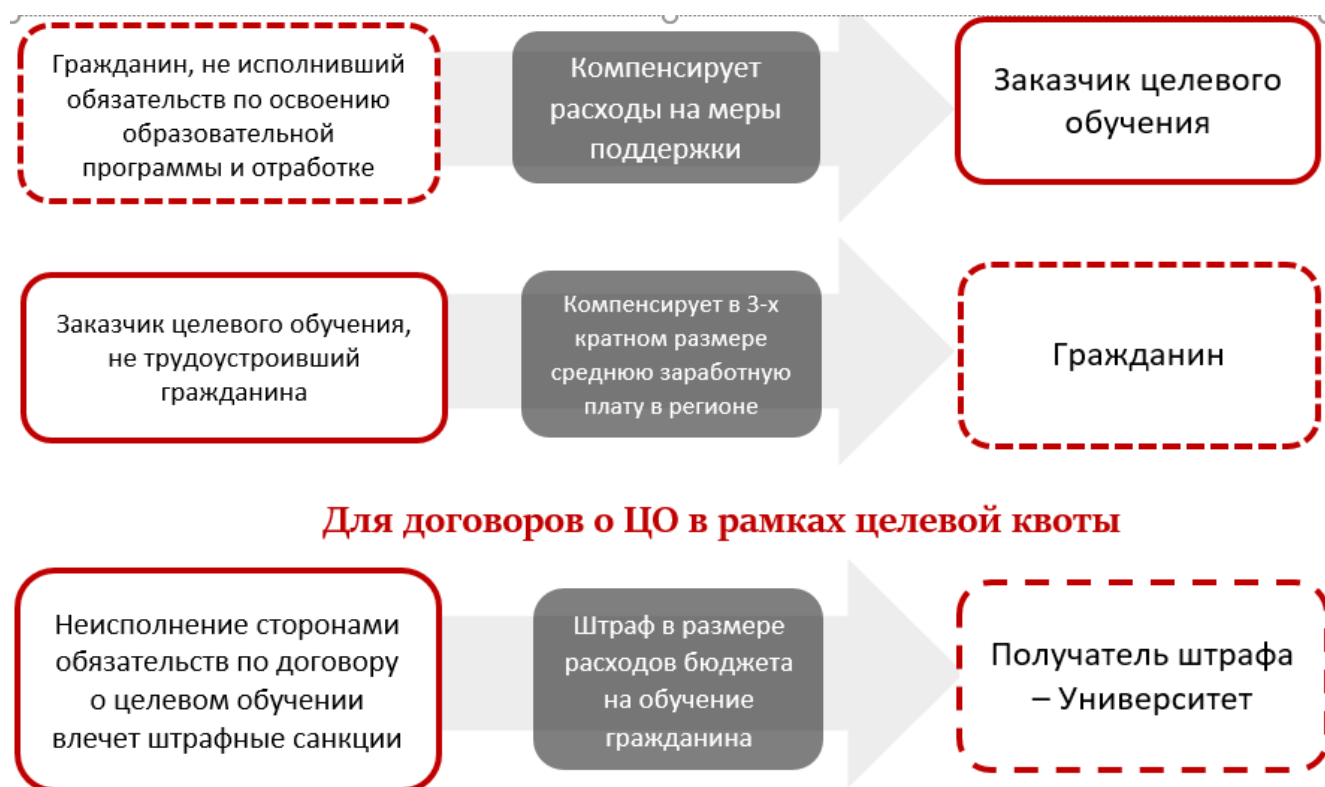 Гражданин, не исполнивший
обязательств по освоению
образовательной
программы и отработке
Компенсирует
расходы на меры
поддержки
Заказчик целевого
обучения
Заказчик целевого обучения,
не трудоустроивший
гражданина
Компенсирует в 3-х
кратном размере
среднюю заработную
плату в регионе
Гражданин
Для договоров о ЦО в рамках целевой квоты
Неисполнение сторонами
обязательств по договору
о целевом обучении
влечет штрафные санкции
Штраф в размере
расходов бюджета
на обучение
гражданина
Получатель штрафа
– Университет